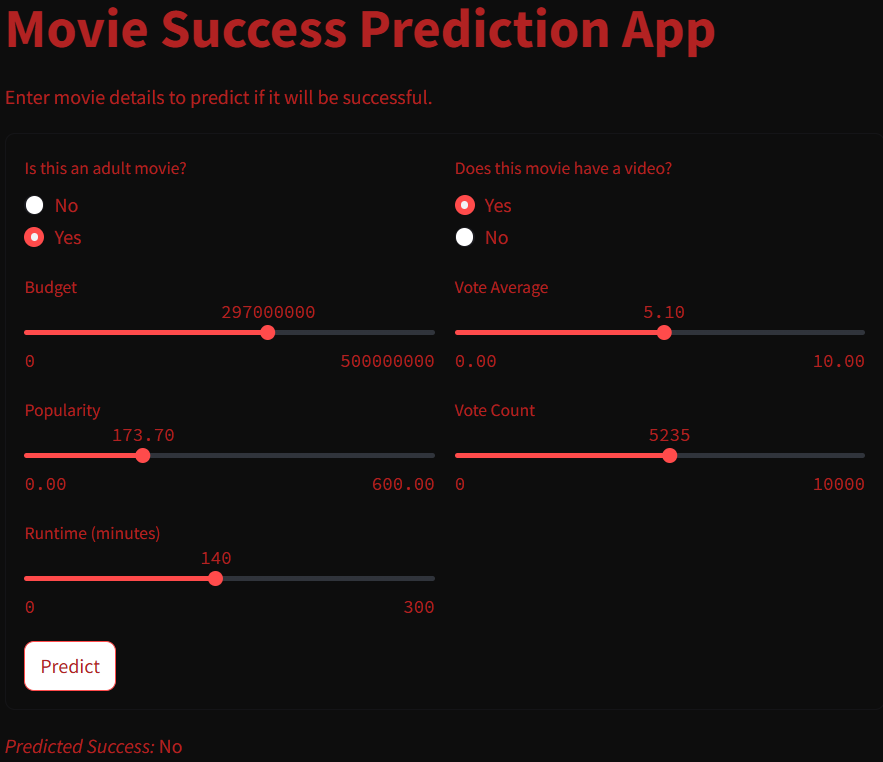 Movie Success Prediction App
Enter movie details to predict if it will be successful.
Is this an adult movie?
No
Yes
Does this movie have a video?
Yes
No
Budget
297000000
0 500000000
Vote Average
5.10
0.00 10.00
Popularity
173.70
0.00 600.00
Vote Count
5235
0 10000
Runtime (minutes)
140
0 300
Predict
Predicted Success: No